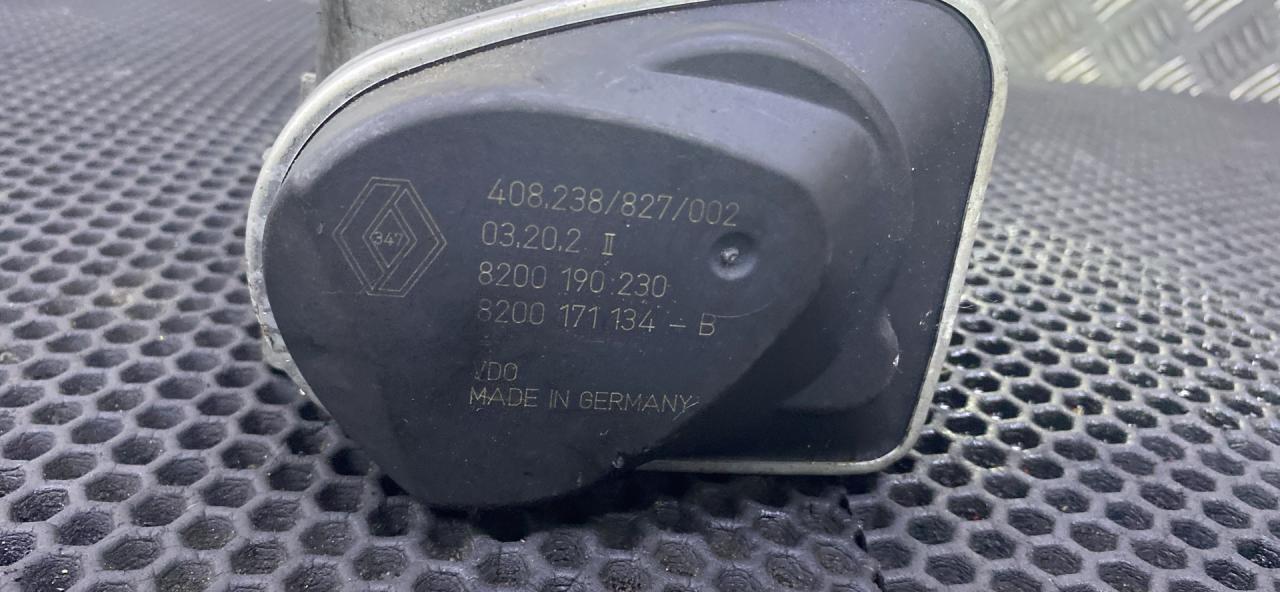 347
408.238/827/002
03.20.2 II
8200 190 230
8200 171 134 - B
VDO
MADE IN GERMANY